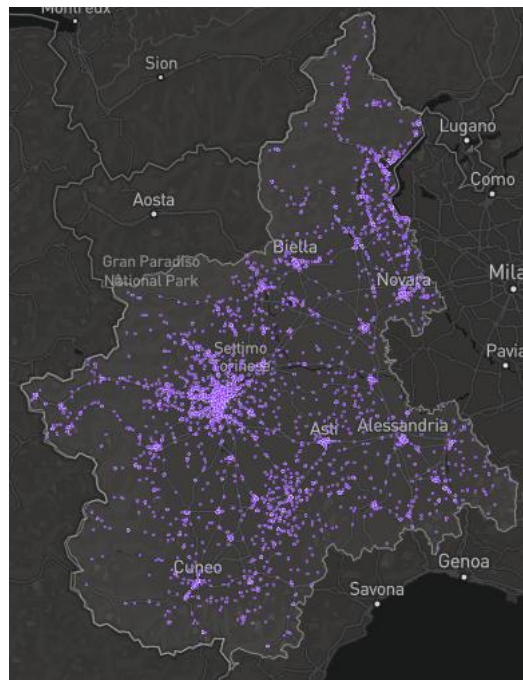 Montreux
Sion
Lugano
Como
Aosta
Biella
Gran Paradiso
National Park
Novara
Mila
Settimo
Torinese
Pavia
Asti
Alessandria
Cuneo
Genoa
Savona